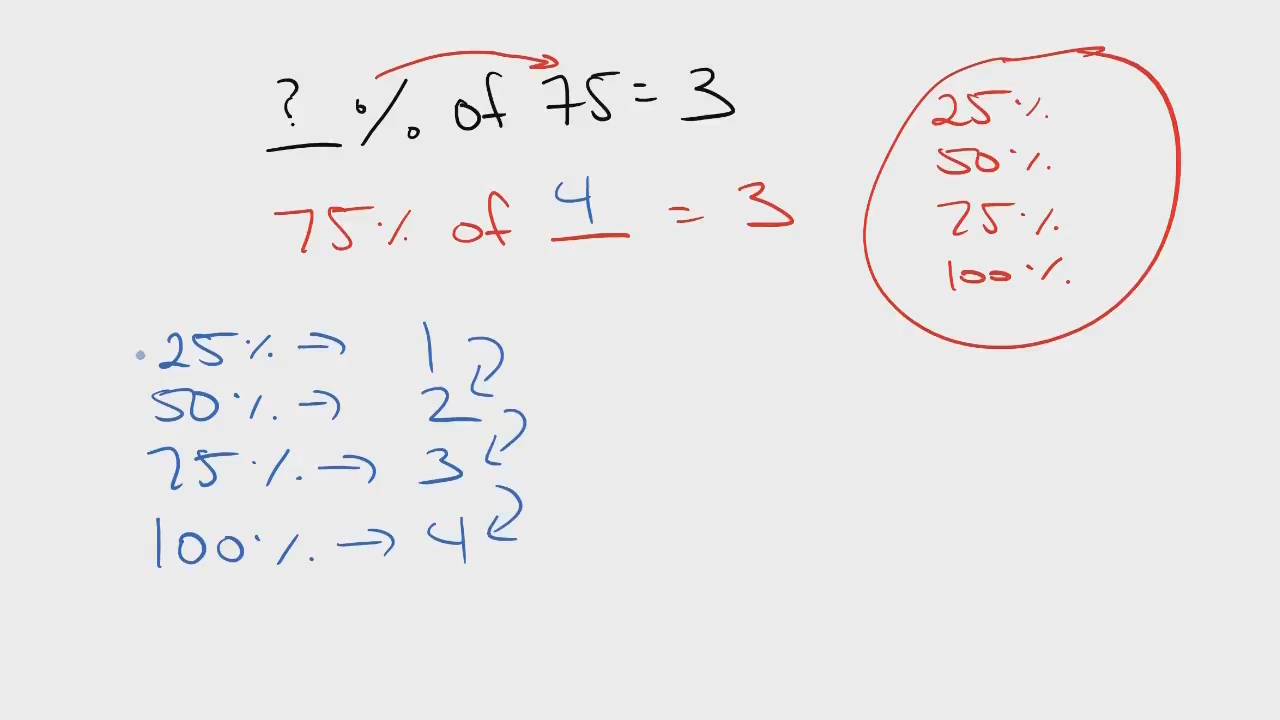 ? % of 75 = 3
75% of 4 = 3
25%
50%
75%
100%
25% → 1
50% → 2
75% → 3
100% → 4